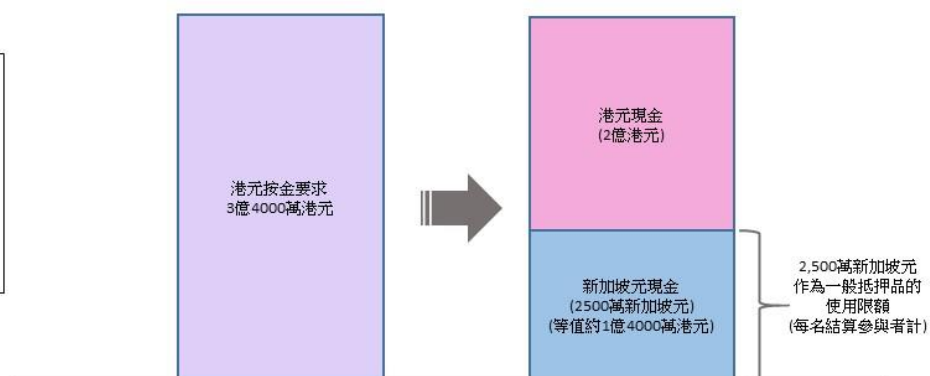 港元按金要求
3億4000萬港元
港元現金
(2億港元)
新加坡元現金
(2500萬新加坡元)
(等值約1億4000萬港元)
2,500萬新加坡元
作為一般抵押品的
使用限額
(每名結算參與者計)